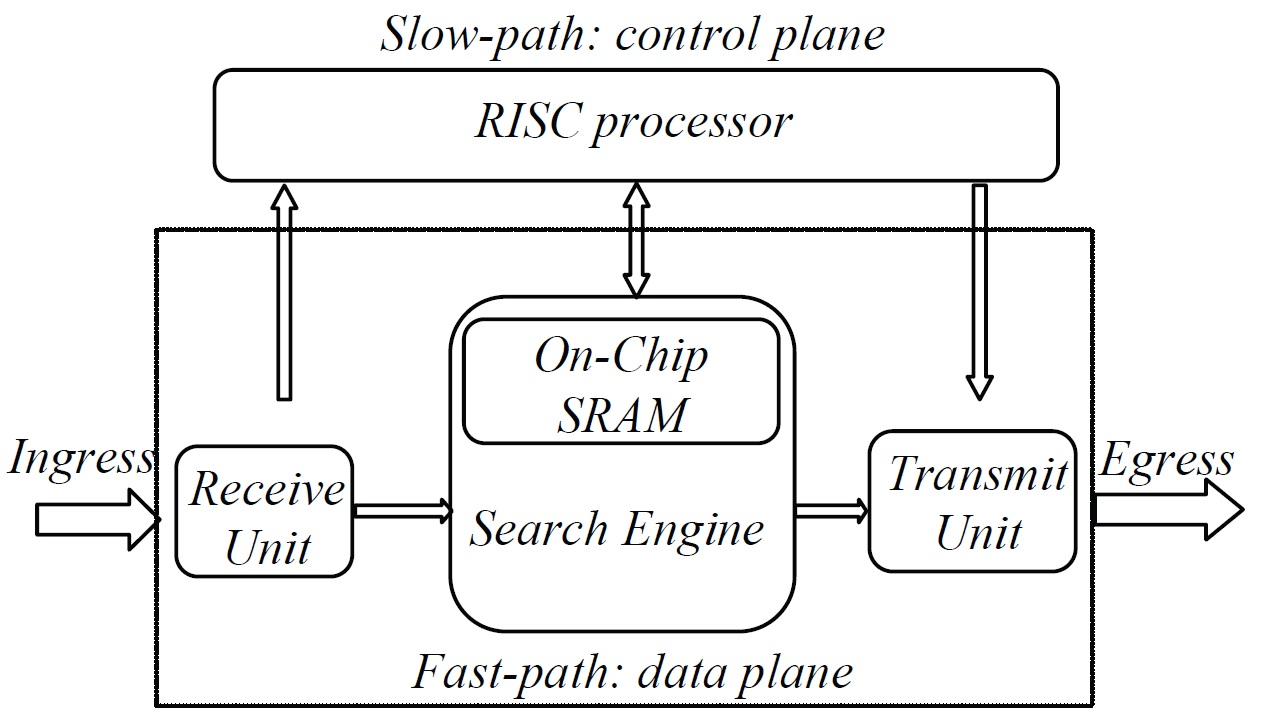 Slow-path: control plane
RISC processor
On-Chip
SRAM
Ingress
Receive
Unit
Search Engine
Transmit
Unit
Egress
Fast-path: data plane